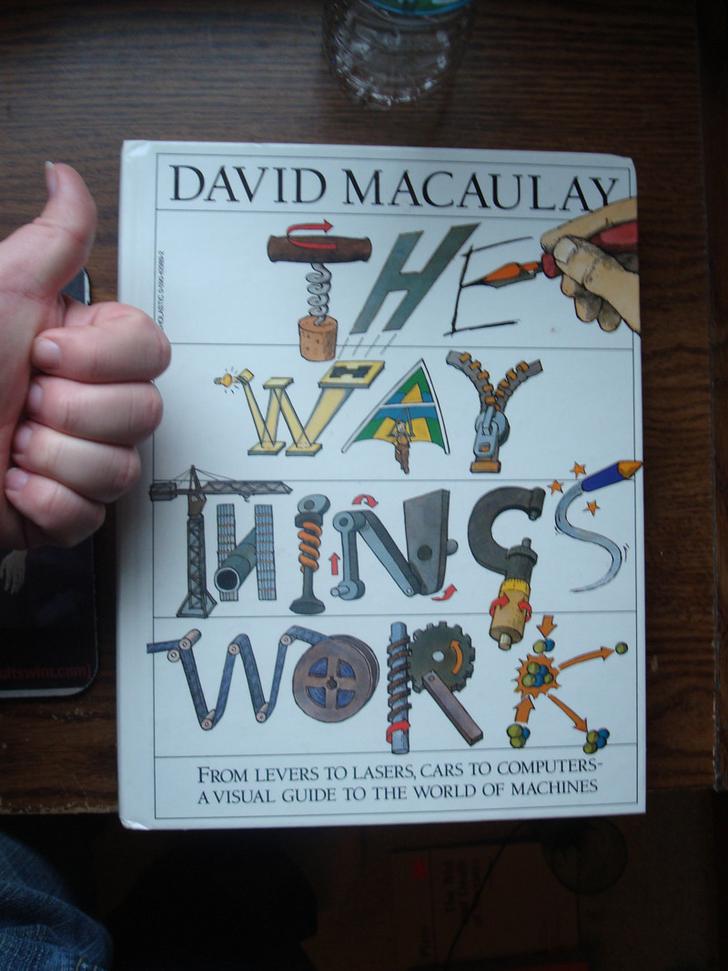 DAVID MACAULAY
THE
WAY
THINGS
WORK
FROM LEVERS TO LASERS, CARS TO COMPUTERS-
A VISUAL GUIDE TO THE WORLD OF MACHINES